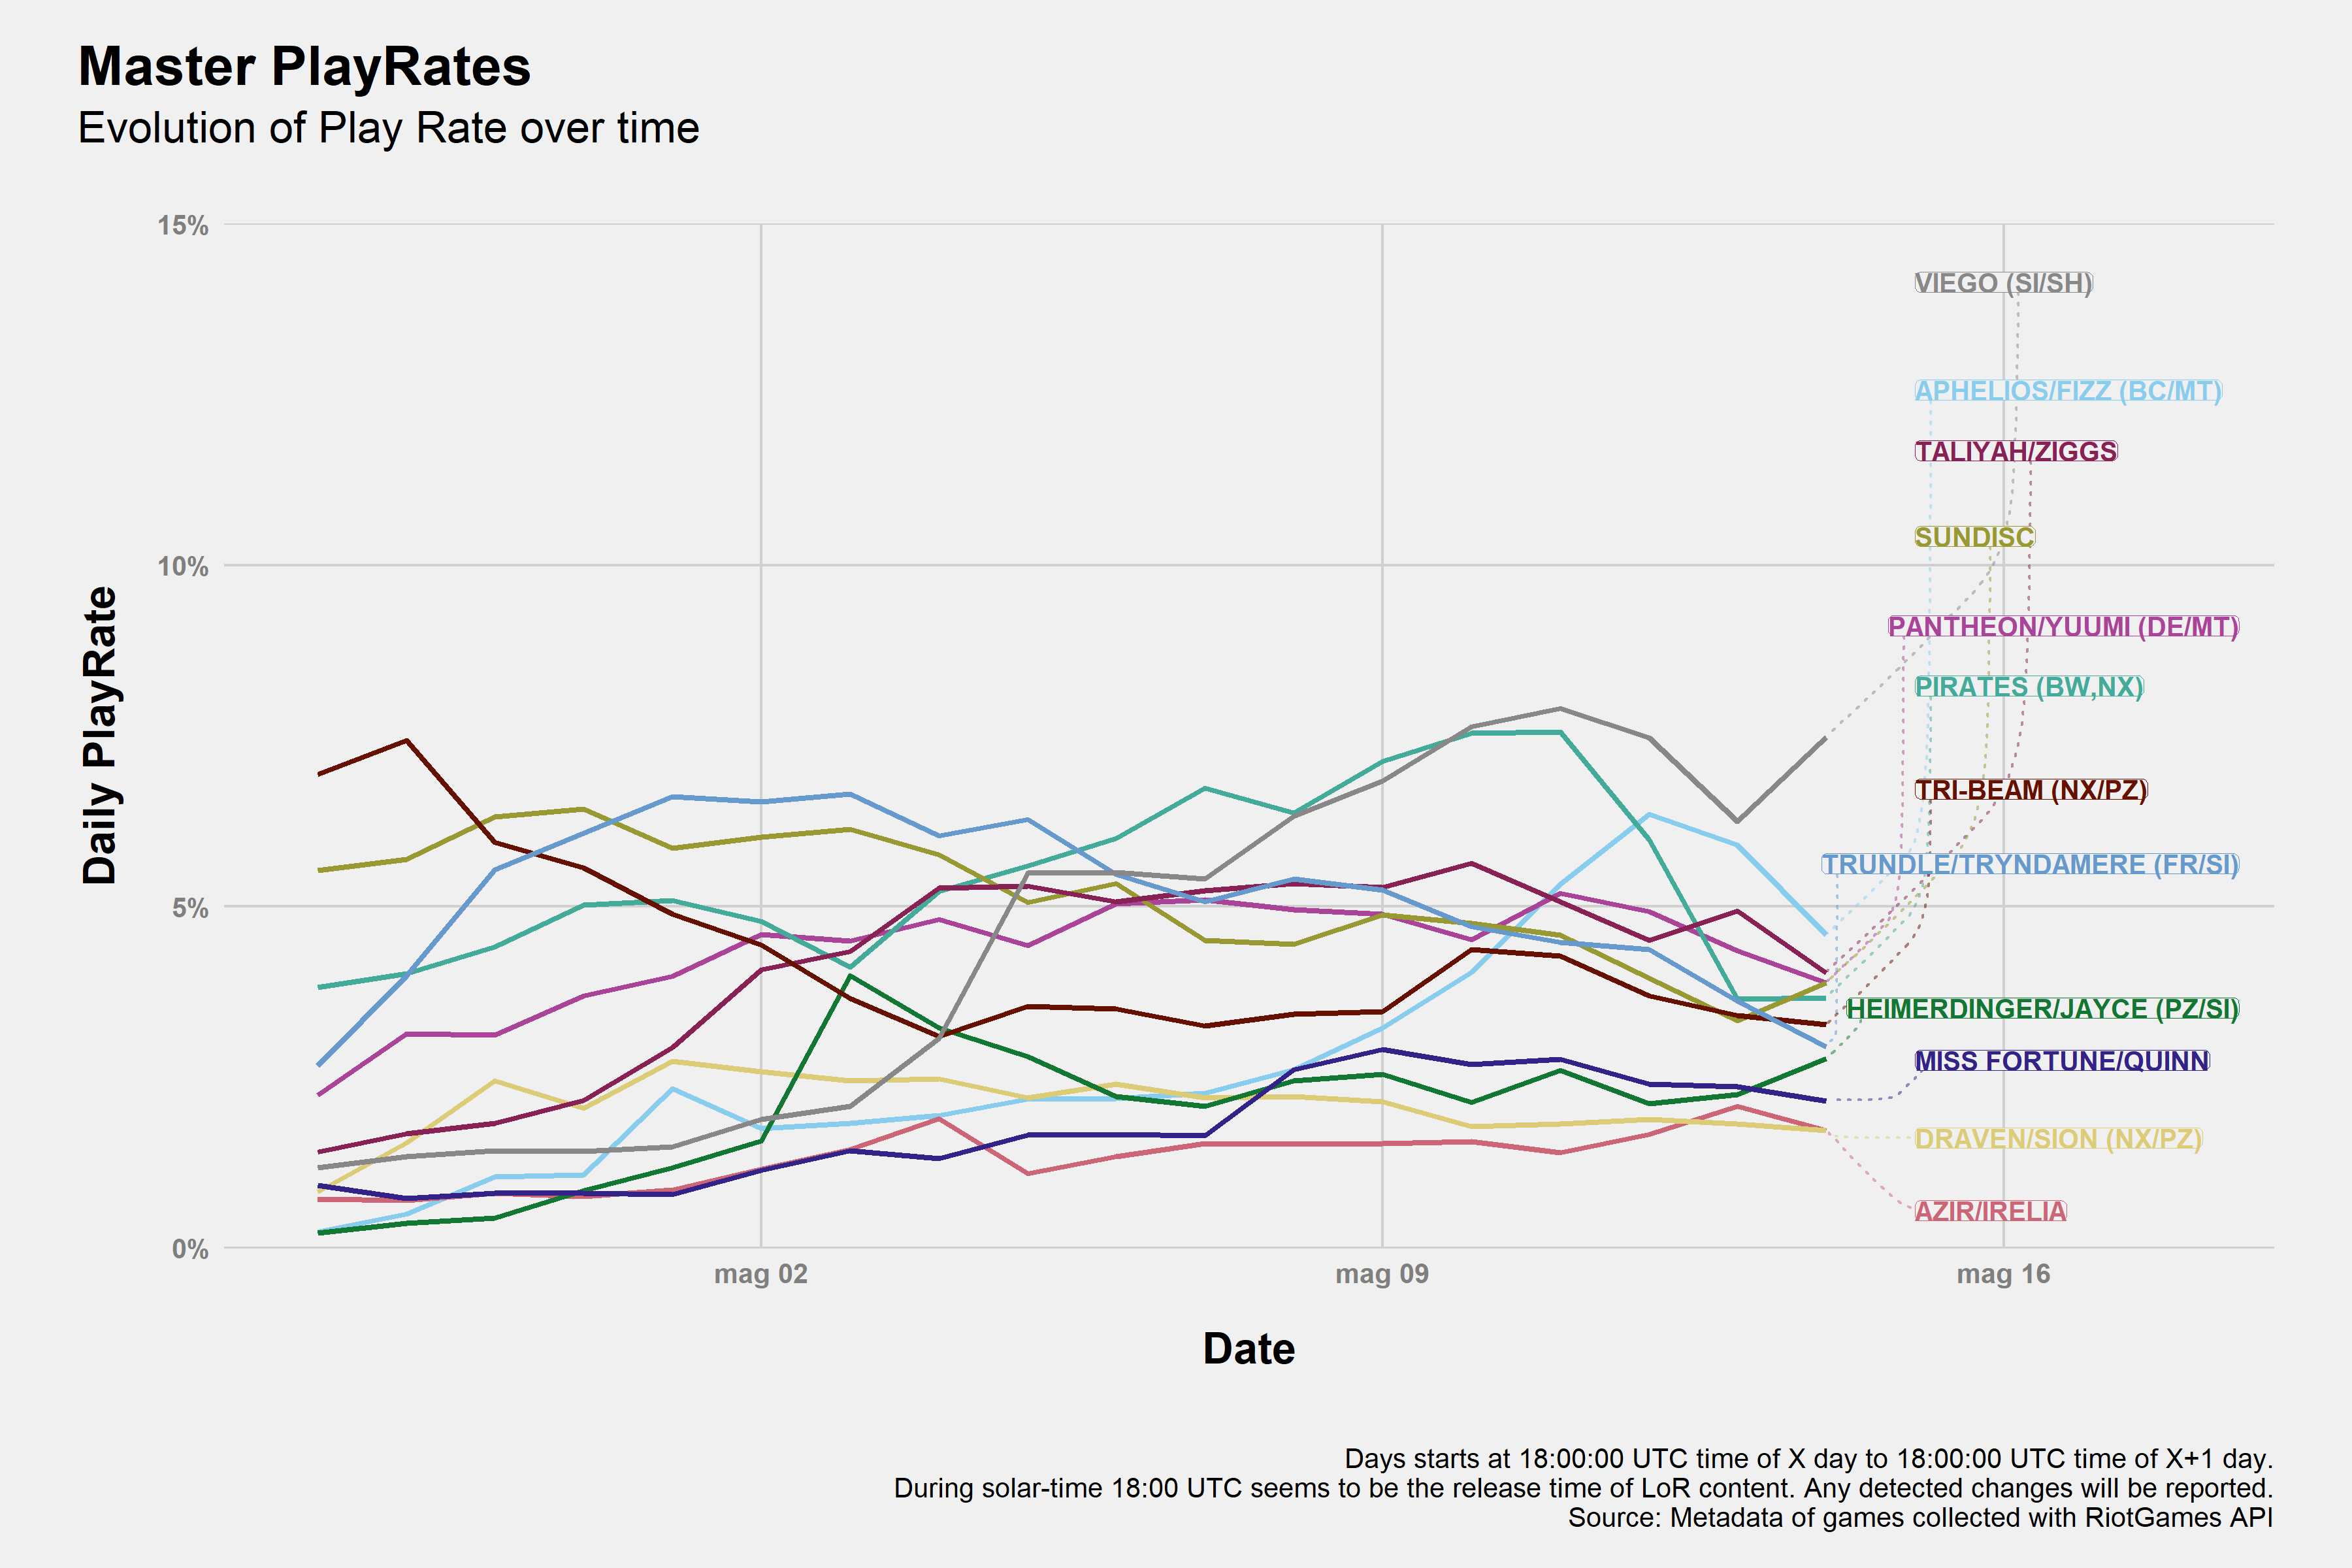 Master PlayRates
Evolution of Play Rate over time
15%
10%
5%
0%
Daily PlayRate
VIEGO (SI/SH)
APHELIOS/FIZZ (BC/MT)
TALIYAH/ZIGGS
SUNDISC
PANTHEON/YUUMI (DE/MT)
PIRATES (BW,NX)
TRI-BEAM (NX/PZ)
TRUNDLE/TRYNDAMERE (FR/SI)
HEIMERDINGER/JAYCE (PZ/SI)
MISS FORTUNE/QUINN
DRAVEN/SION (NX/PZ)
AZIR/IRELIA
mag 02
mag 09
mag 16
Date
Days starts at 18:00:00 UTC time of X day to 18:00:00 UTC time of X+1 day.
During solar-time 18:00 UTC seems to be the release time of LoR content. Any detected changes will be reported.
Source: Metadata of games collected with RiotGames API